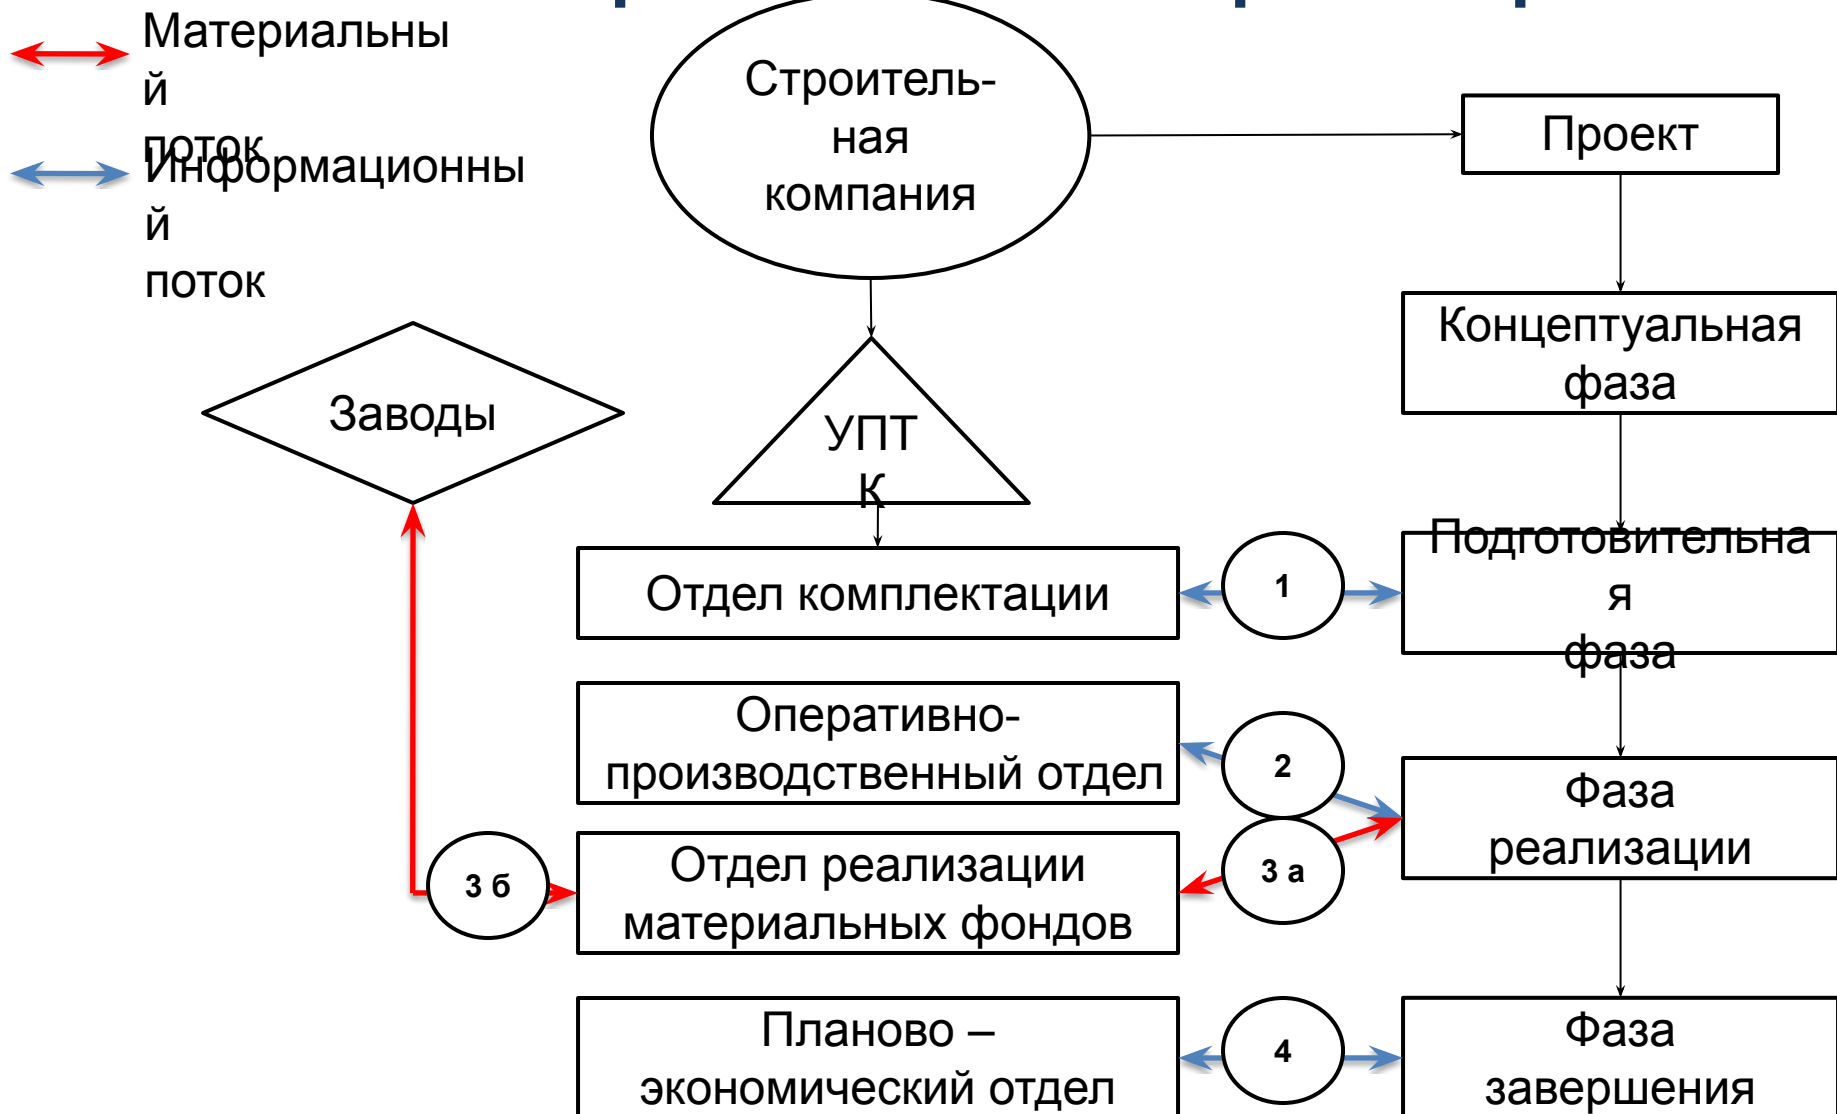 Материальны
й
поток
Информационны
й
поток
Строитель-
ная
компания
Проект
Концептуальная
фаза
Заводы
УПТ
К
Подготовительна
я
фаза
Отдел комплектации
1
Оперативно-
производственный отдел
2
Фаза
реализации
3 а
3 б
Отдел реализации
материальных фондов
Планово –
экономический отдел
4
Фаза
завершения